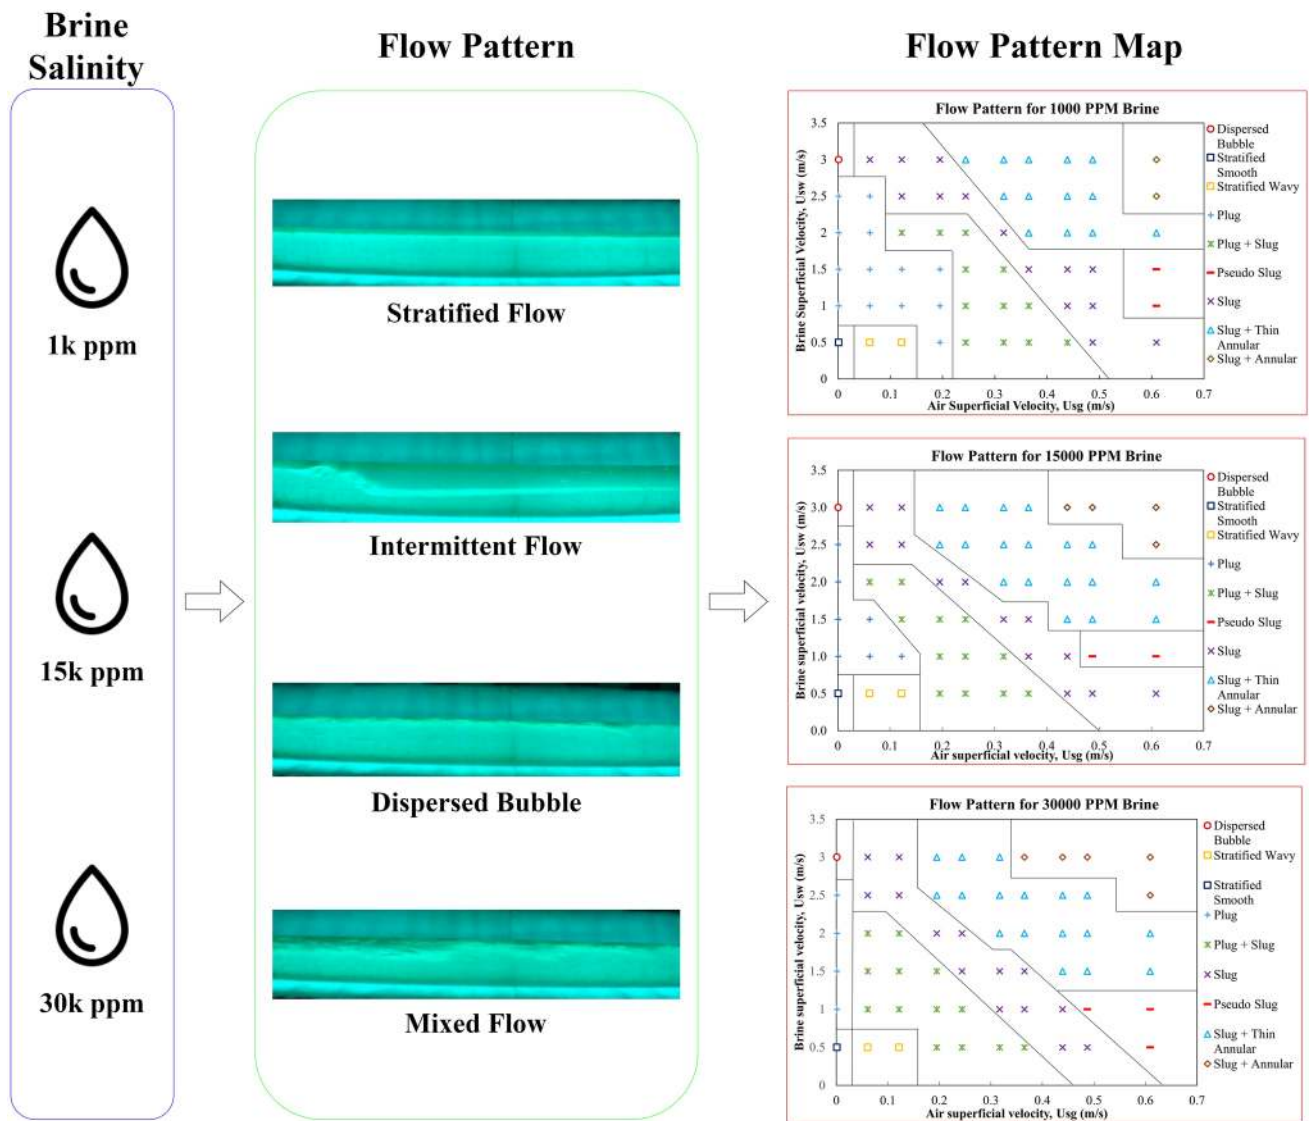 Brine
Salinity
Flow Pattern
Flow Pattern Map
1k ppm
15k ppm
30k ppm
Stratified Flow
Intermittent Flow
Dispersed Bubble
Mixed Flow
Flow Pattern for 1000 PPM Brine
Brine Superficial Velocity, Usw (m/s)
3.5
3
2.5
2
1.5
1
0.5
0
0 0.1 0.2 0.3 0.4 0.5 0.6 0.7
Air Superficial Velocity, Usg (m/s)
Dispersed
Bubble
Stratified
Smooth
Stratified Wavy
Plug
Plug + Slug
Pseudo Slug
Slug
Slug + Thin
Annular
Slug + Annular
Flow Pattern for 15000 PPM Brine
Brine superficial velocity, Usw (m/s)
3.5
3.0
2.5
2.0
1.5
1.0
0.5
0.0
0 0.1 0.2 0.3 0.4 0.5 0.6 0.7
Air superficial velocity, Usg (m/s)
Dispersed
Bubble
Stratified
Smooth
Stratified Wavy
Plug
Plug + Slug
Pseudo Slug
Slug
Slug + Thin
Annular
Slug + Annular
Flow Pattern for 30000 PPM Brine
Brine superficial velocity, Usw (m/s)
3.5
3
2.5
2
1.5
1
0.5
0
0 0.1 0.2 0.3 0.4 0.5 0.6 0.7
Air superficial velocity, Usg (m/s)
Dispersed
Bubble
Stratified Wavy
Stratified
Smooth
Plug
Plug + Slug
Slug
Pseudo Slug
Slug + Thin
Annular
Slug + Annular